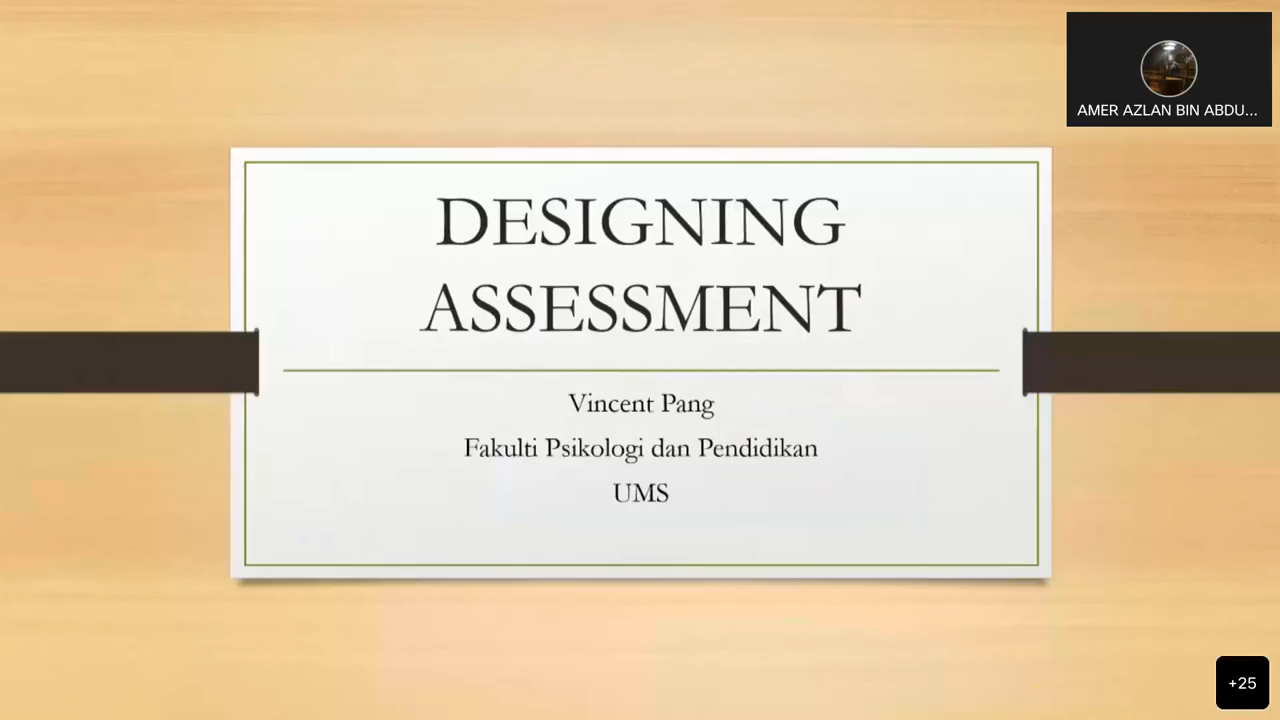 AMER AZLAN BIN ABDU...
DESIGNING
ASSESSMENT
Vincent Pang
Fakulti Psikologi dan Pendidikan
UMS
+25